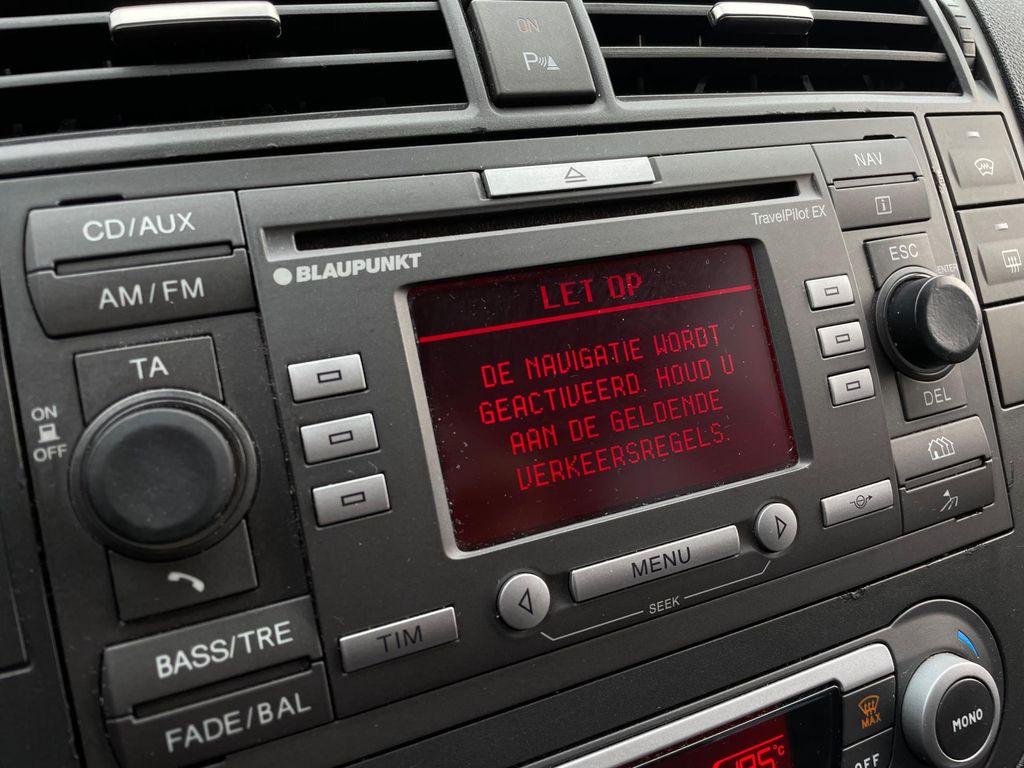 ON
P
NAV
CD/AUX
TravelPilot EX
BLAUPUNKT
ESC
ENTER
AM/FM
LET OP
TA
DE NAVIGATIE WORDT
GEACTIVEERD. HOUD U
AAN DE GELDENDE
VERKEERSREGELS.
DEL
ON
OFF
MENU
SEEK
TIM
BASS/TRE
FADE/BAL
MAX
MONO
OFF
°C